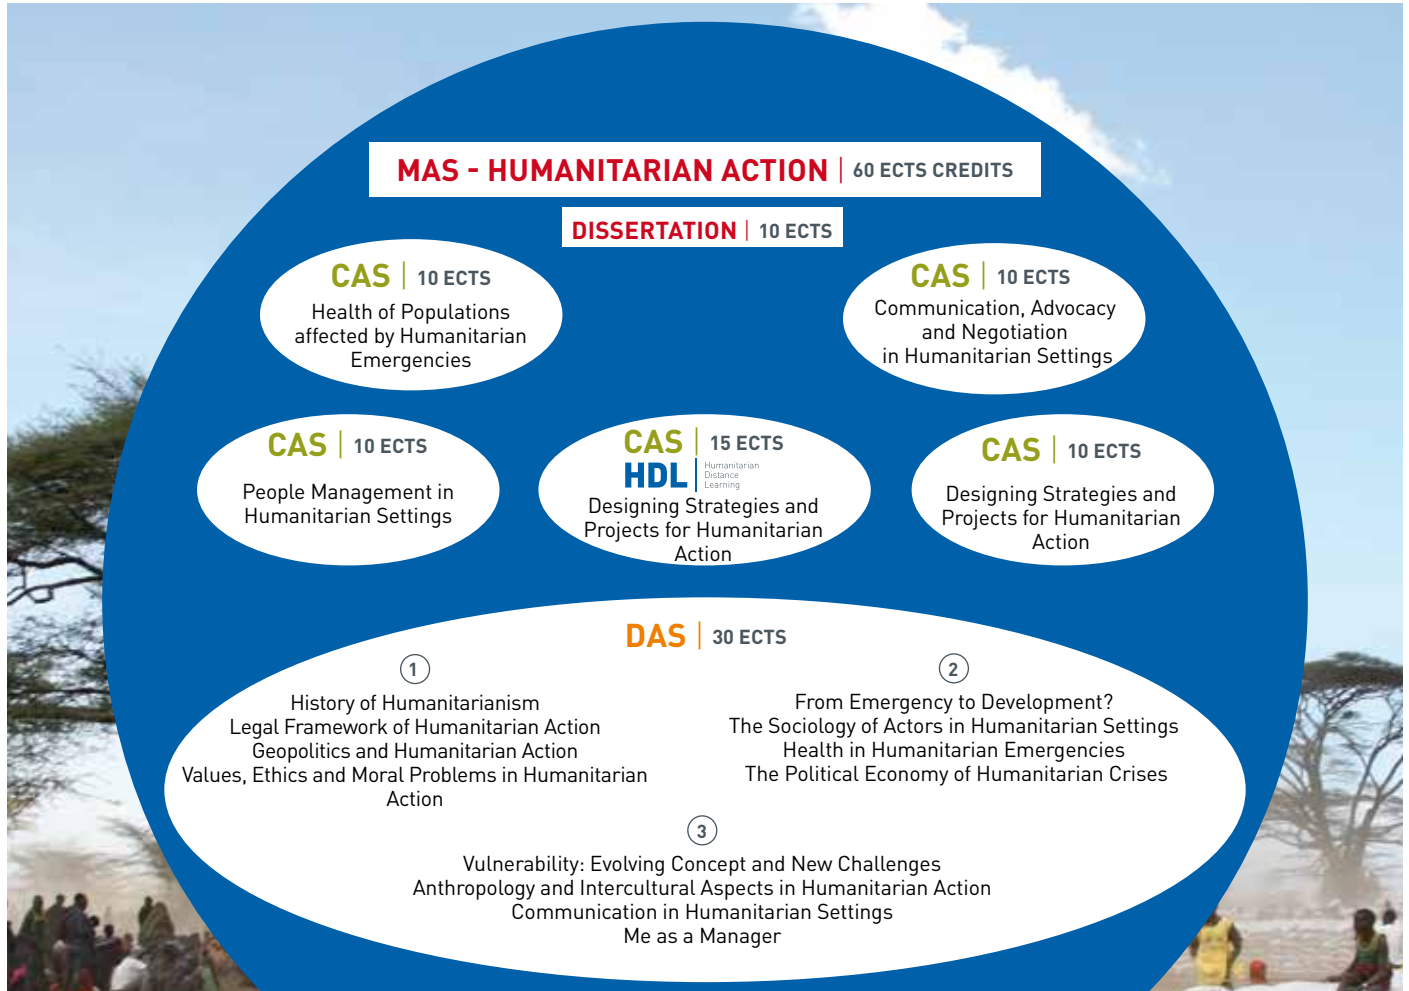 MAS - HUMANITARIAN ACTION | 60 ECTS CREDITS
DISSERTATION | 10 ECTS
CAS | 10 ECTS
Health of Populations
affected by Humanitarian
Emergencies
CAS | 10 ECTS
Communication, Advocacy
and Negotiation
in Humanitarian Settings
CAS | 10 ECTS
People Management in
Humanitarian Settings
CAS | 15 ECTS
HDL | Humanitarian
Distance
Learning
Designing Strategies and
Projects for Humanitarian
Action
CAS | 10 ECTS
Designing Strategies and
Projects for Humanitarian
Action
DAS | 30 ECTS
1
History of Humanitarianism
Legal Framework of Humanitarian Action
Geopolitics and Humanitarian Action
Values, Ethics and Moral Problems in Humanitarian
Action
2
From Emergency to Development?
The Sociology of Actors in Humanitarian Settings
Health in Humanitarian Emergencies
The Political Economy of Humanitarian Crises
3
Vulnerability: Evolving Concept and New Challenges
Anthropology and Intercultural Aspects in Humanitarian Action
Communication in Humanitarian Settings
Me as a Manager